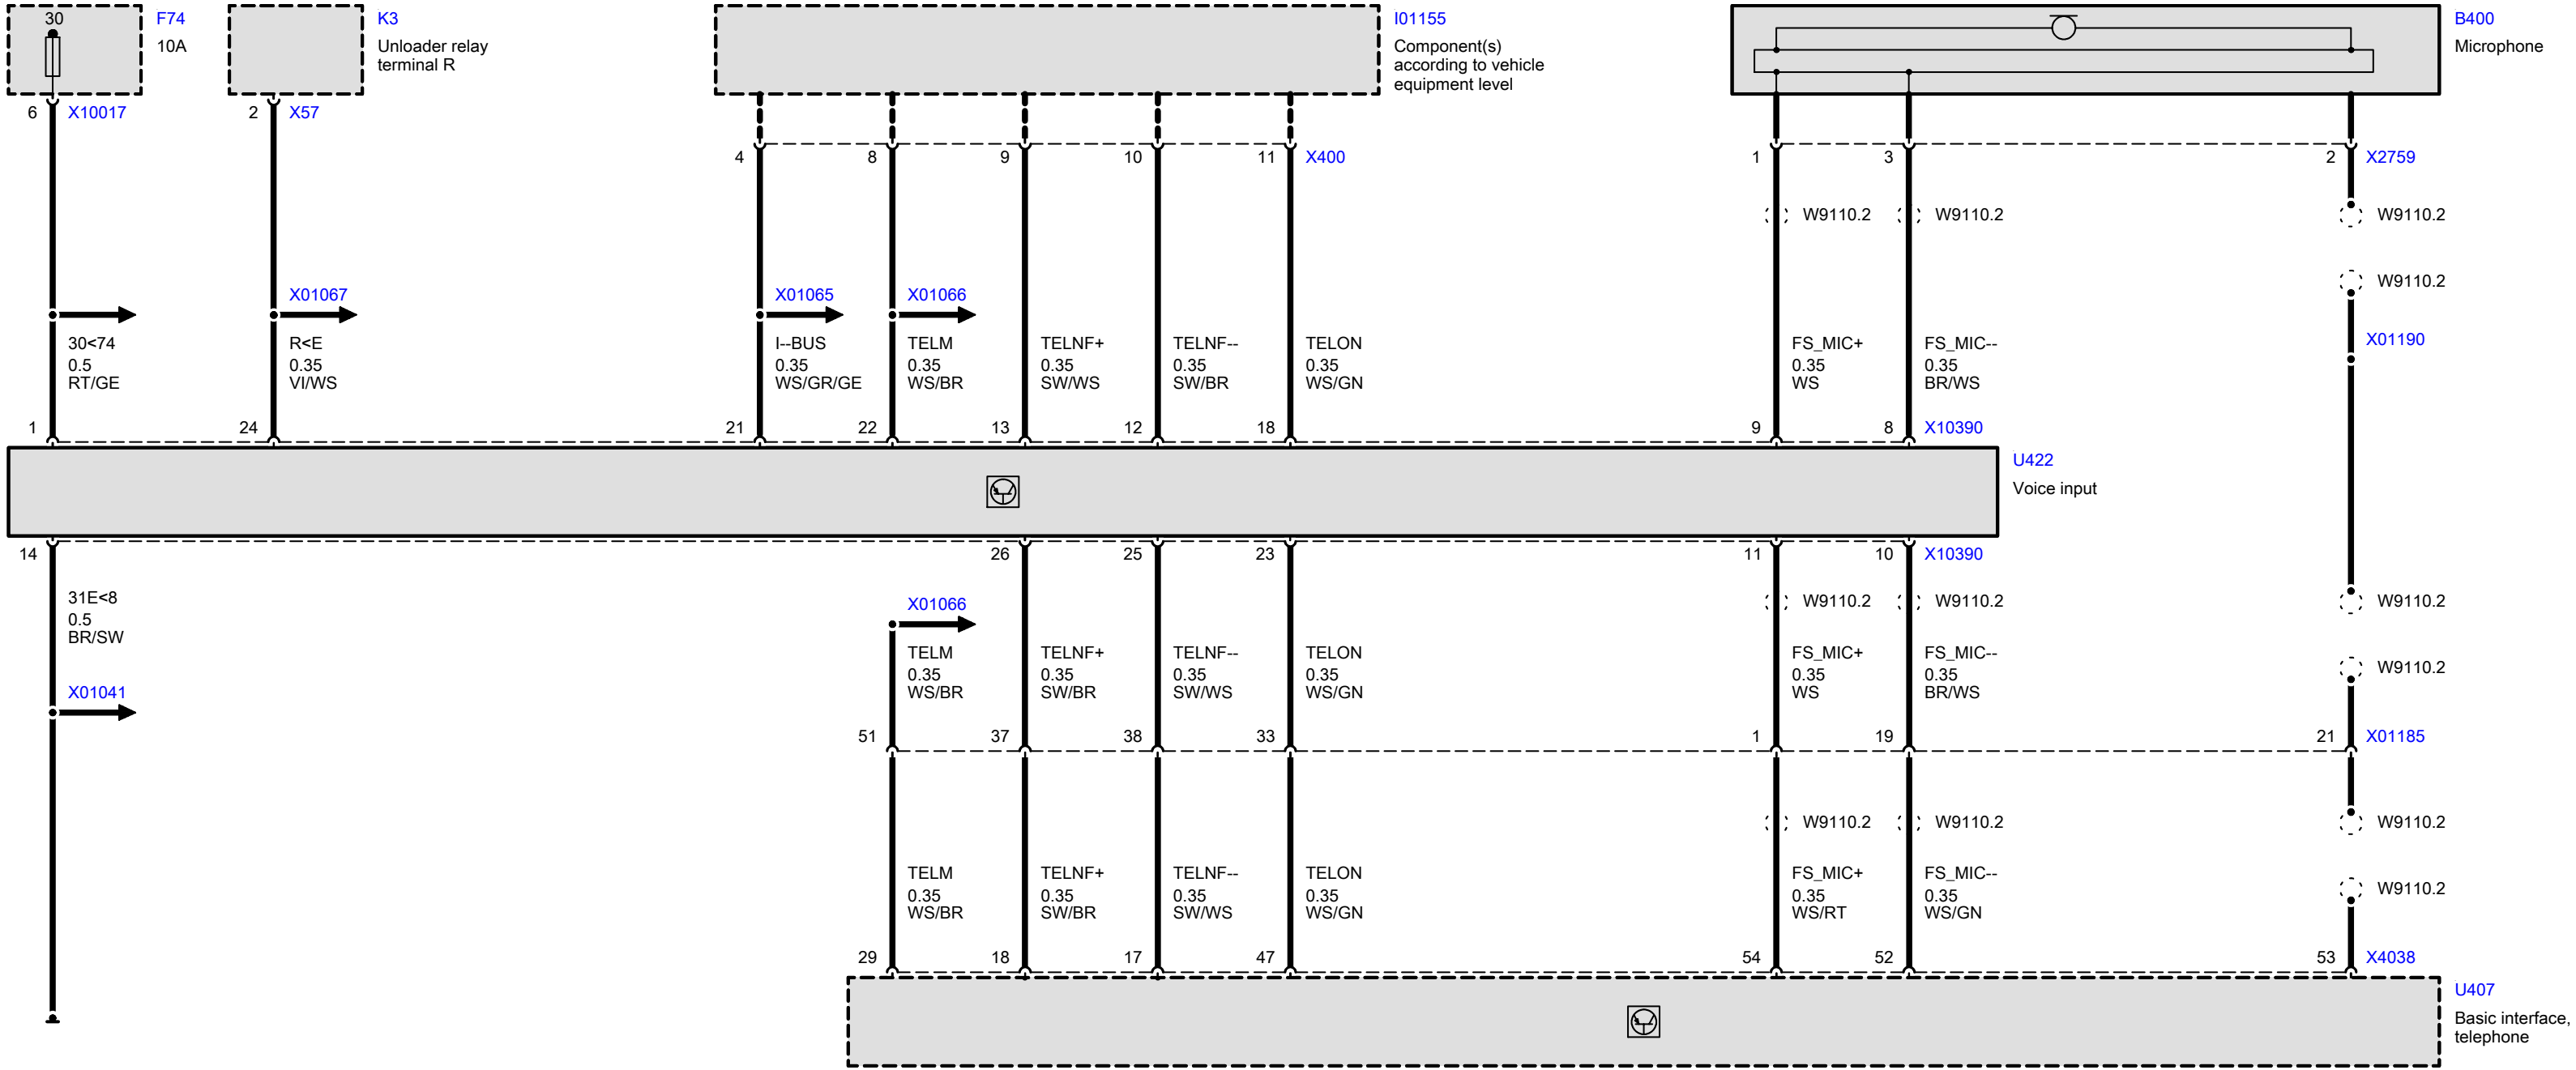 30
F74
10A
K3
Unloader relay
terminal R
I01155
Component(s)
according to vehicle
equipment level
B400
Microphone
6 X10017
2 X57
4 8 9 10 11 X400
1 3 2 X2759
W9110.2 W9110.2 W9110.2
W9110.2
X01067 X01065 X01066
X01190
30<74 R<E I--BUS TELM TELNF+ TELNF-- TELON FS_MIC+ FS_MIC--
0.5 0.35 0.35 0.35 0.35 0.35 0.35 0.35 0.35
RT/GE VI/WS WS/GR/GE WS/BR SW/WS SW/BR WS/GN WS BR/WS
1 24 21 22 13 12 18 9 8 X10390
U422
Voice input
14 26 25 23 11 10 X10390
31E<8
0.5
BR/SW
X01066
W9110.2 W9110.2 W9110.2
TELM TELNF+ TELNF-- TELON FS_MIC+ FS_MIC--
0.35 0.35 0.35 0.35 0.35 0.35
WS/BR SW/BR SW/WS WS/GN WS BR/WS
W9110.2
X01041
51 37 38 33 1 19 21 X01185
W9110.2 W9110.2 W9110.2
TELM TELNF+ TELNF-- TELON FS_MIC+ FS_MIC--
0.35 0.35 0.35 0.35 0.35 0.35
WS/BR SW/BR SW/WS WS/GN WS/RT WS/GN
W9110.2
29 18 17 47 54 52 53 X4038
U407
Basic interface,
telephone